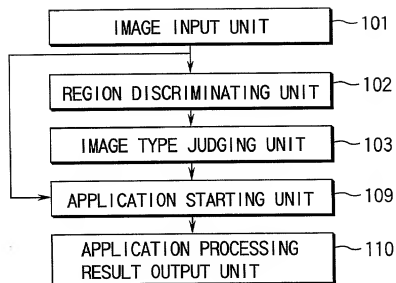 IMAGE INPUT UNIT 101
REGION DISCRIMINATING UNIT 102
IMAGE TYPE JUDGING UNIT 103
APPLICATION STARTING UNIT 109
APPLICATION PROCESSING
RESULT OUTPUT UNIT 110